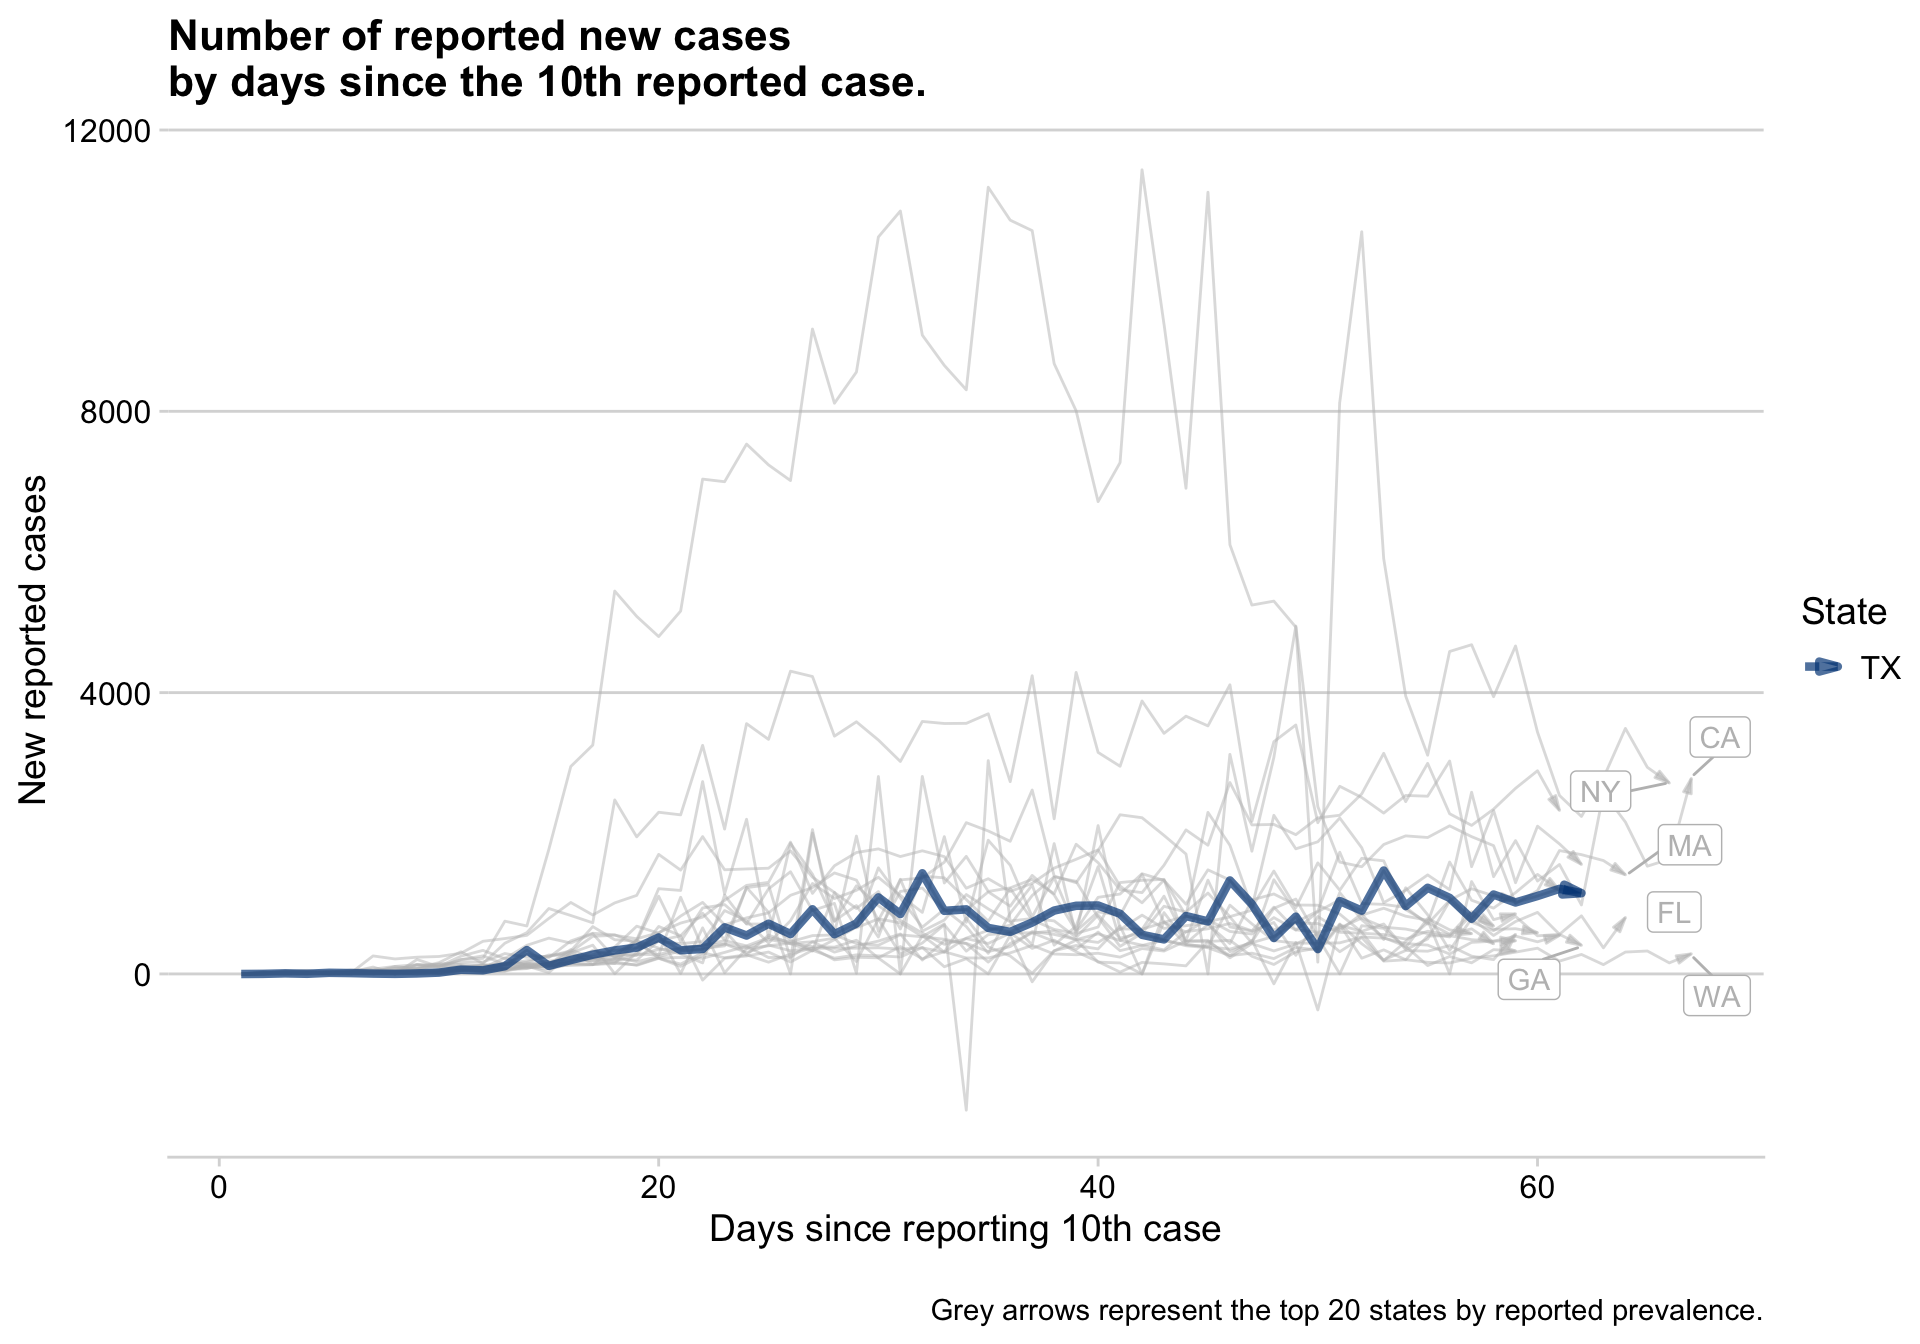 Number of reported new cases
by days since the 10th reported case.
12000
8000
4000
0
New reported cases
State
TX
CA
NY
MA
FL
GA
WA
0
20
40
60
Days since reporting 10th case
Grey arrows represent the top 20 states by reported prevalence.